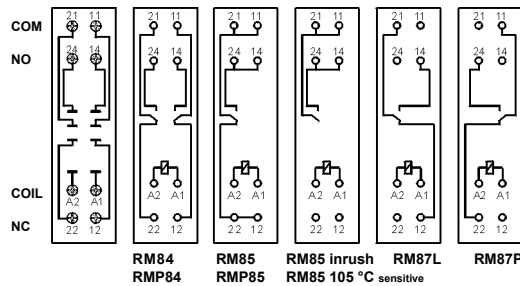 COM 21 11 21 11 21 11 21 11 21 11 21 11
NO 24 14 24 14 24 14 24 14 24 14 24 14
COIL A2 A1 A2 A1 A2 A1 A2 A1 A2 A1 A2 A1
NC 22 12 22 12 22 12 22 12 22 12 22 12
RM84 RM85 RM85 inrush RM87L RM87P
RMP84 RMP85 RM85 105 °C sensitive